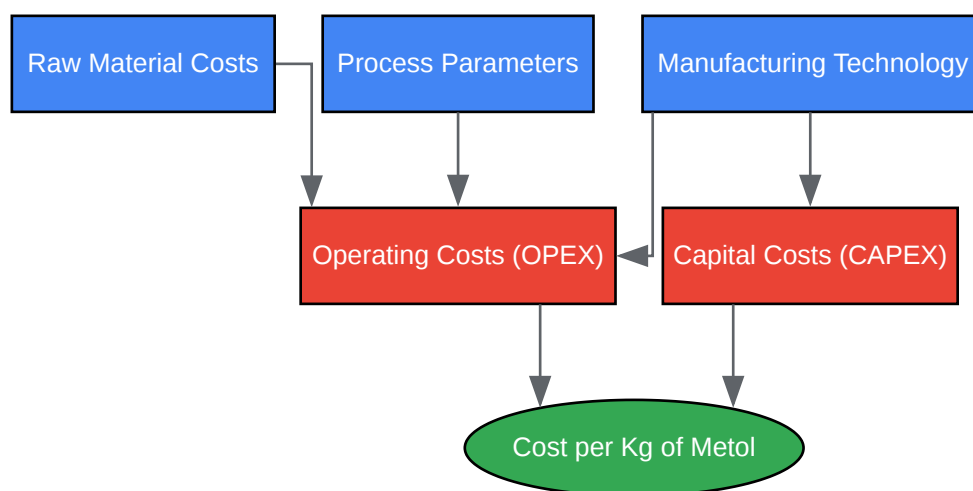 Raw Material Costs
Process Parameters
Manufacturing Technology
Operating Costs (OPEX)
Capital Costs (CAPEX)
Cost per Kg of Metol